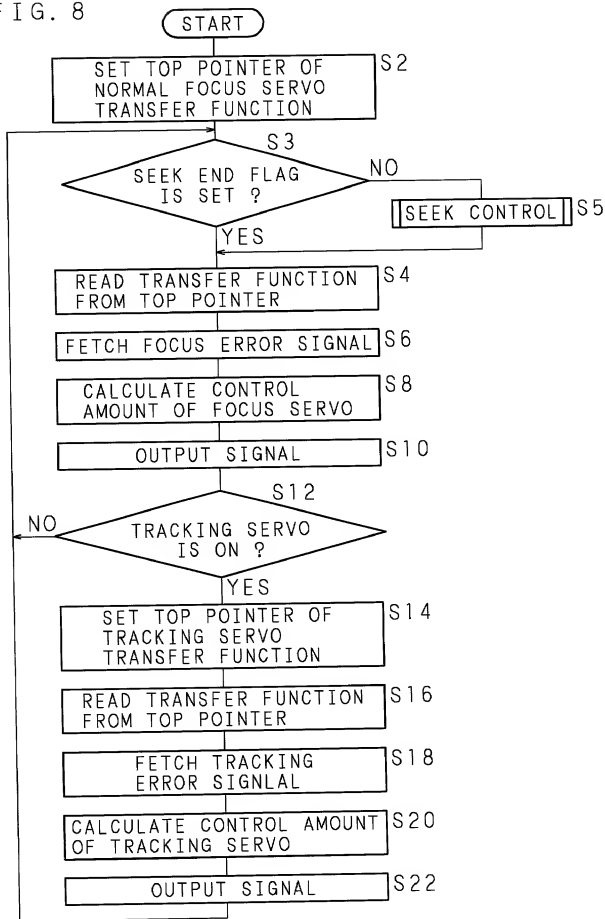 FIG. 8
START
SET TOP POINTER OF
NORMAL FOCUS SERVO
TRANSFER FUNCTION
S2
S3
SEEK END FLAG
IS SET ?
NO
SEEK CONTROL
S5
YES
READ TRANSFER FUNCTION
FROM TOP POINTER
S4
FETCH FOCUS ERROR SIGNAL
S6
CALCULATE CONTROL
AMOUNT OF FOCUS SERVO
S8
OUTPUT SIGNAL
S10
S12
NO
TRACKING SERVO
IS ON ?
YES
SET TOP POINTER OF
TRACKING SERVO
TRANSFER FUNCTION
S14
READ TRANSFER FUNCTION
FROM TOP POINTER
S16
FETCH TRACKING
ERROR SIGNLAL
S18
CALCULATE CONTROL AMOUNT
OF TRACKING SERVO
S20
OUTPUT SIGNAL
S22